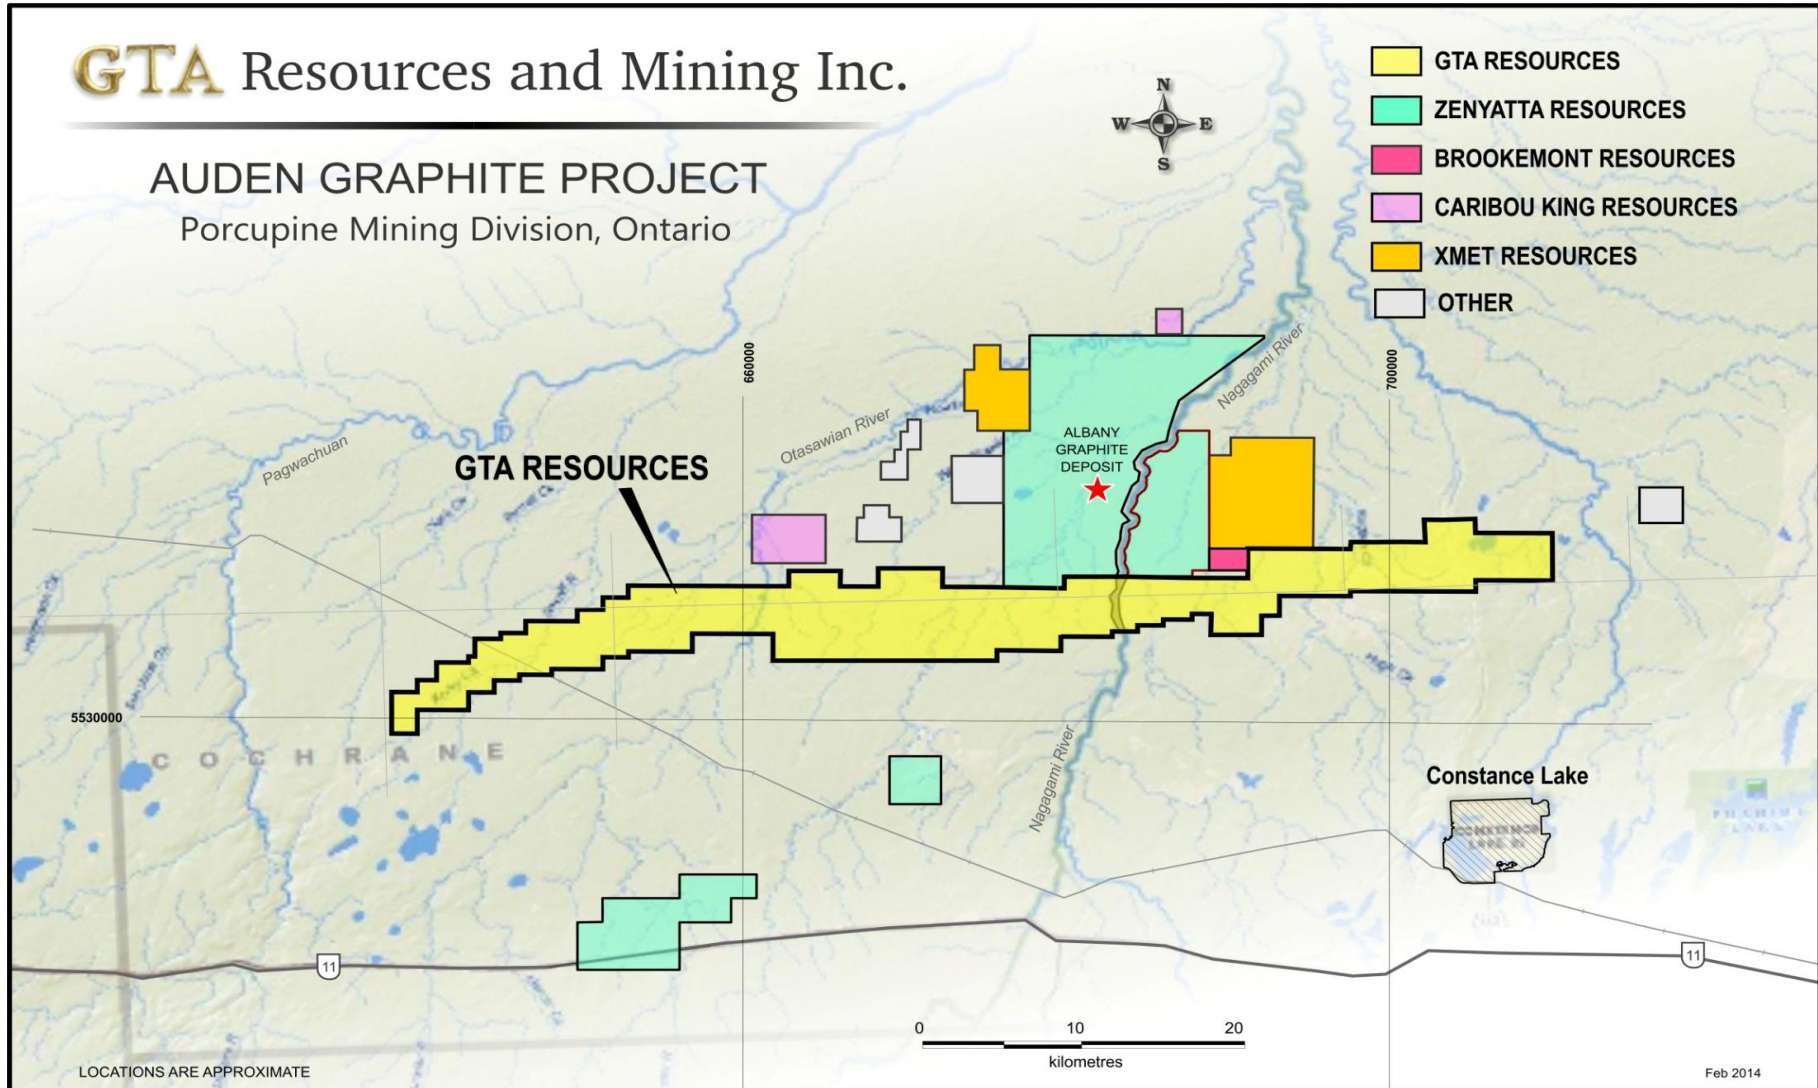 GTA Resources and Mining Inc.
AUDEN GRAPHITE PROJECT
Porcupine Mining Division, Ontario
N
W E
S
GTA RESOURCES
ZENYATTA RESOURCES
BROOKEMONT RESOURCES
CARIBOU KING RESOURCES
XMET RESOURCES
OTHER
660000
700000
Nagagami River
Otasawian River
Pagwachuan
GTA RESOURCES
ALBANY
GRAPHITE
DEPOSIT
5530000
COCHRANE
Nagagami River
Constance Lake
11
11
0 10 20
kilometres
LOCATIONS ARE APPROXIMATE
Feb 2014